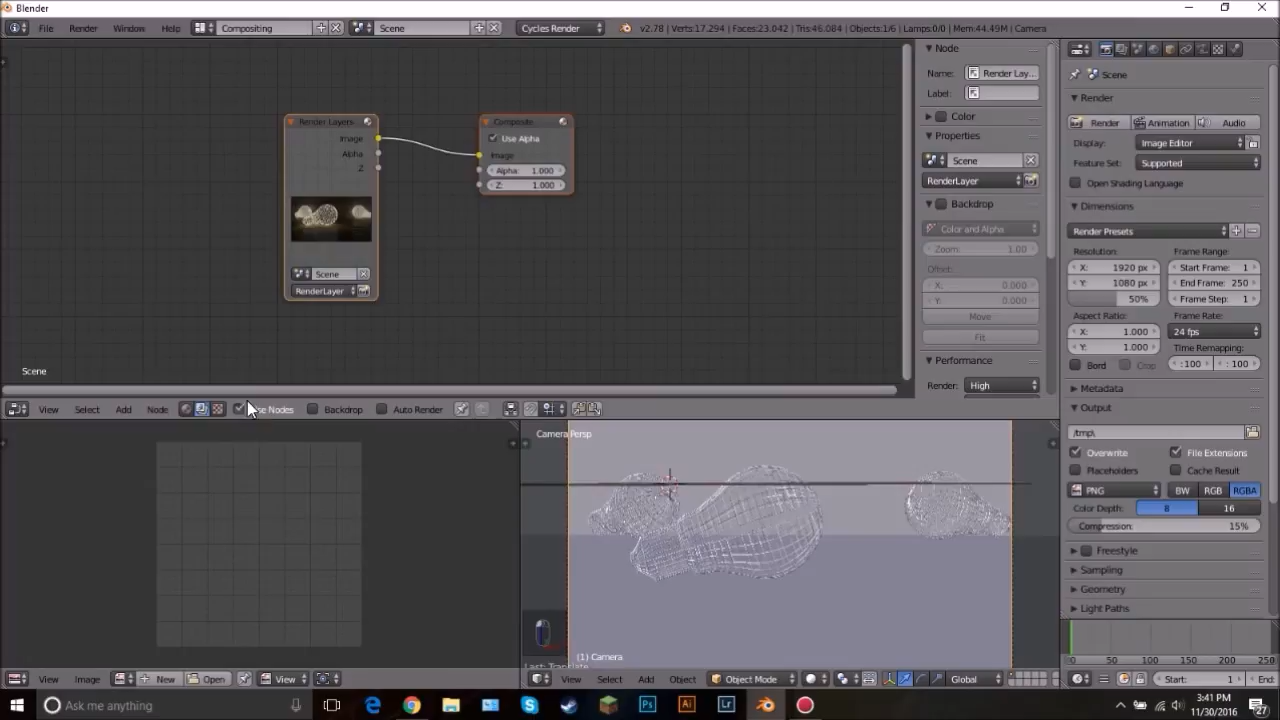 Blender
File Render Window Help Compositing Scene Cycles Render v2.78 | Verts:17.294 | Faces:23.042 | Tris:46.084 | Objects:1/6 | Lamps:0/0 | Mem:44.49M | Camera
Render Layers
Image
Alpha
Z
Scene
RenderLayer
Composite
Use Alpha
Image
Alpha: 1.000
Z: 1.000
Scene
Node
Name: Render Lay...
Label:
Color
Properties
Scene
RenderLayer
Backdrop
Color and Alpha
Zoom: 1.00
Offset:
X: 0.000
Y: 0.000
Move
Fit
Performance
Render: High
Scene
Render
Render Animation Audio
Display: Image Editor
Feature Set: Supported
Open Shading Language
Dimensions
Render Presets
Resolution: Frame Range:
X: 1920 px Start Frame: 1
Y: 1080 px End Frame: 250
50% Frame Step: 1
Aspect Ratio: Frame Rate:
X: 1.000 24 fps
Y: 1.000 Time Remapping:
Bord Crop :100 :100
Metadata
Output
/tmp\
Overwrite File Extensions
Placeholders Cache Result
PNG BW RGB RGBA
Color Depth: 8 16
Compression: 15%
Freestyle
Sampling
Geometry
Light Paths
View Select Add Node Nodes Backdrop Auto Render
Camera Persp
(1) Camera
View Image New Open View
View Select Add Object Object Mode Global
0 50 100 150 200 250
Start: 1 End:
Ask me anything
Ps Ai Lr
3:41 PM
11/30/2016
27